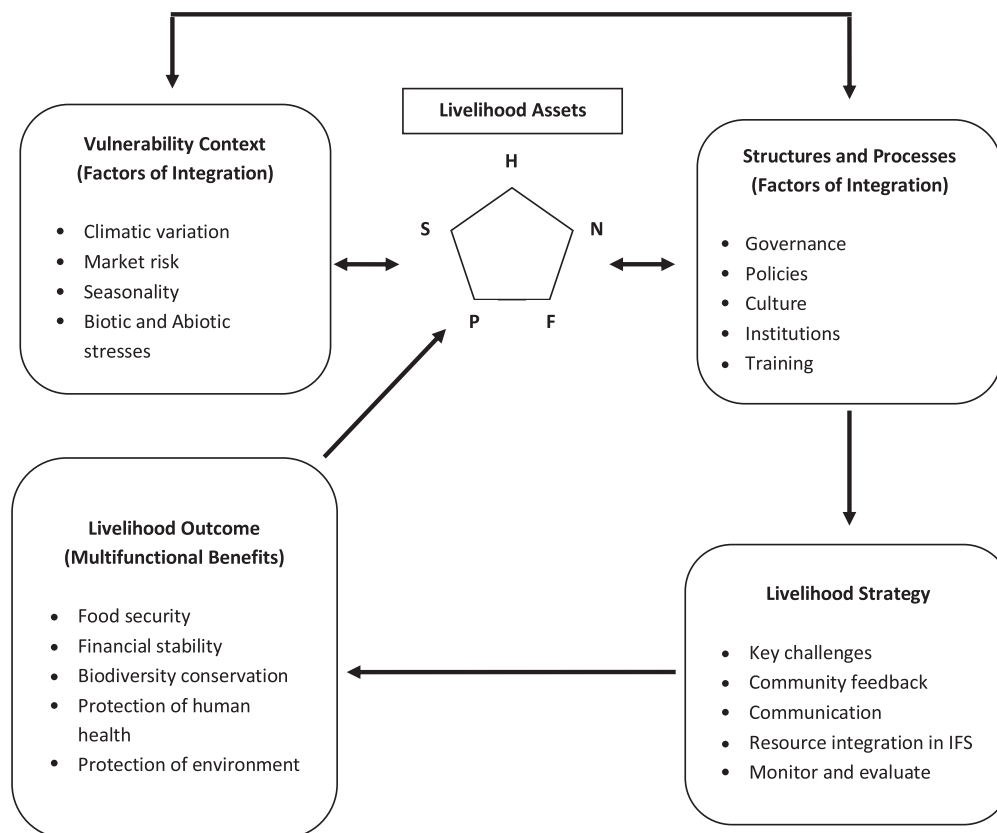 Livelihood Assets
Vulnerability Context
(Factors of Integration)
• Climatic variation
• Market risk
• Seasonality
• Biotic and Abiotic
stresses
H
S
N
P
F
Structures and Processes
(Factors of Integration)
• Governance
• Policies
• Culture
• Institutions
• Training
Livelihood Outcome
(Multifunctional Benefits)
• Food security
• Financial stability
• Biodiversity conservation
• Protection of human
health
• Protection of environment
Livelihood Strategy
• Key challenges
• Community feedback
• Communication
• Resource integration in IFS
• Monitor and evaluate